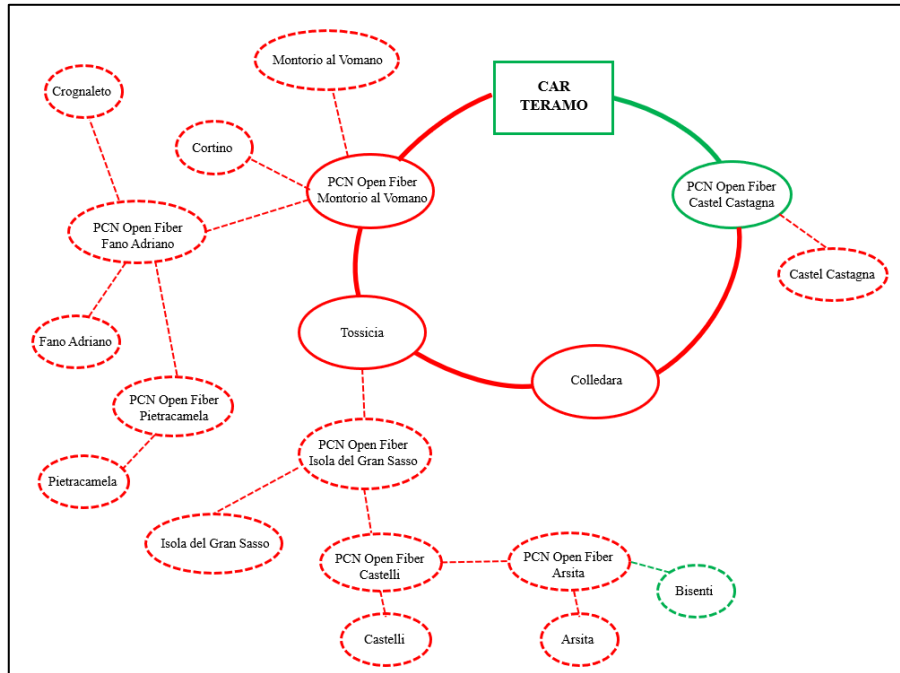 Montorio al Vomano
CAR
TERAMO
Crognaleto
Cortino
PCN Open Fiber
Montorio al Vomano
PCN Open Fiber
Castel Castagna
PCN Open Fiber
Fano Adriano
Castel Castagna
Tossicia
Fano Adriano
Colledara
PCN Open Fiber
Pietracamela
PCN Open Fiber
Isola del Gran Sasso
Pietracamela
Isola del Gran Sasso
PCN Open Fiber
Castelli
PCN Open Fiber
Arsita
Bisenti
Castelli
Arsita